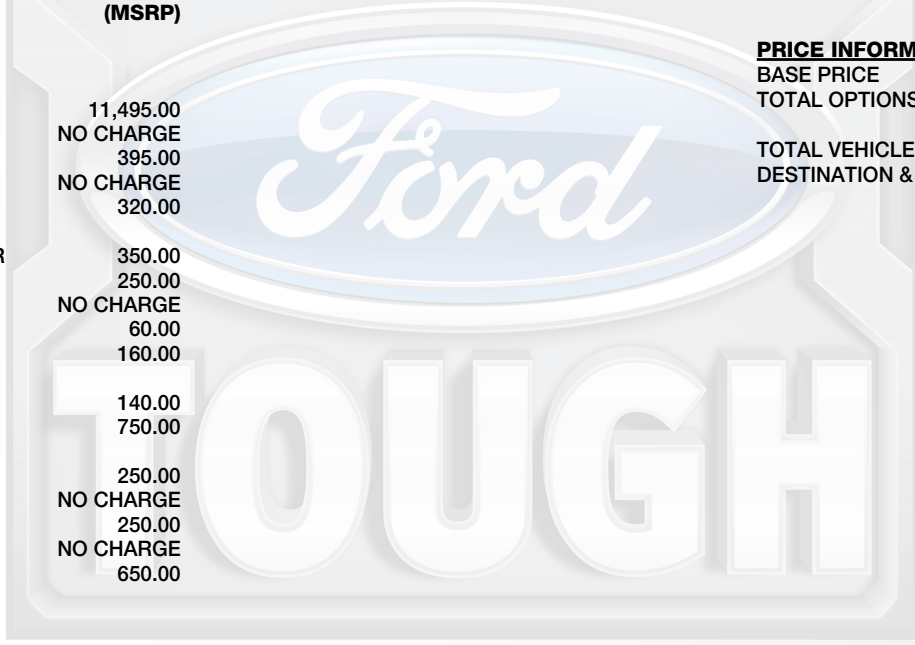 (MSRP)
11,495.00
NO CHARGE
395.00
NO CHARGE
320.00
R 350.00
250.00
NO CHARGE
60.00
160.00
140.00
750.00
250.00
NO CHARGE
250.00
NO CHARGE
650.00
PRICE INFORM
BASE PRICE
TOTAL OPTIONS
TOTAL VEHICLE
DESTINATION &
Ford
TOUGH